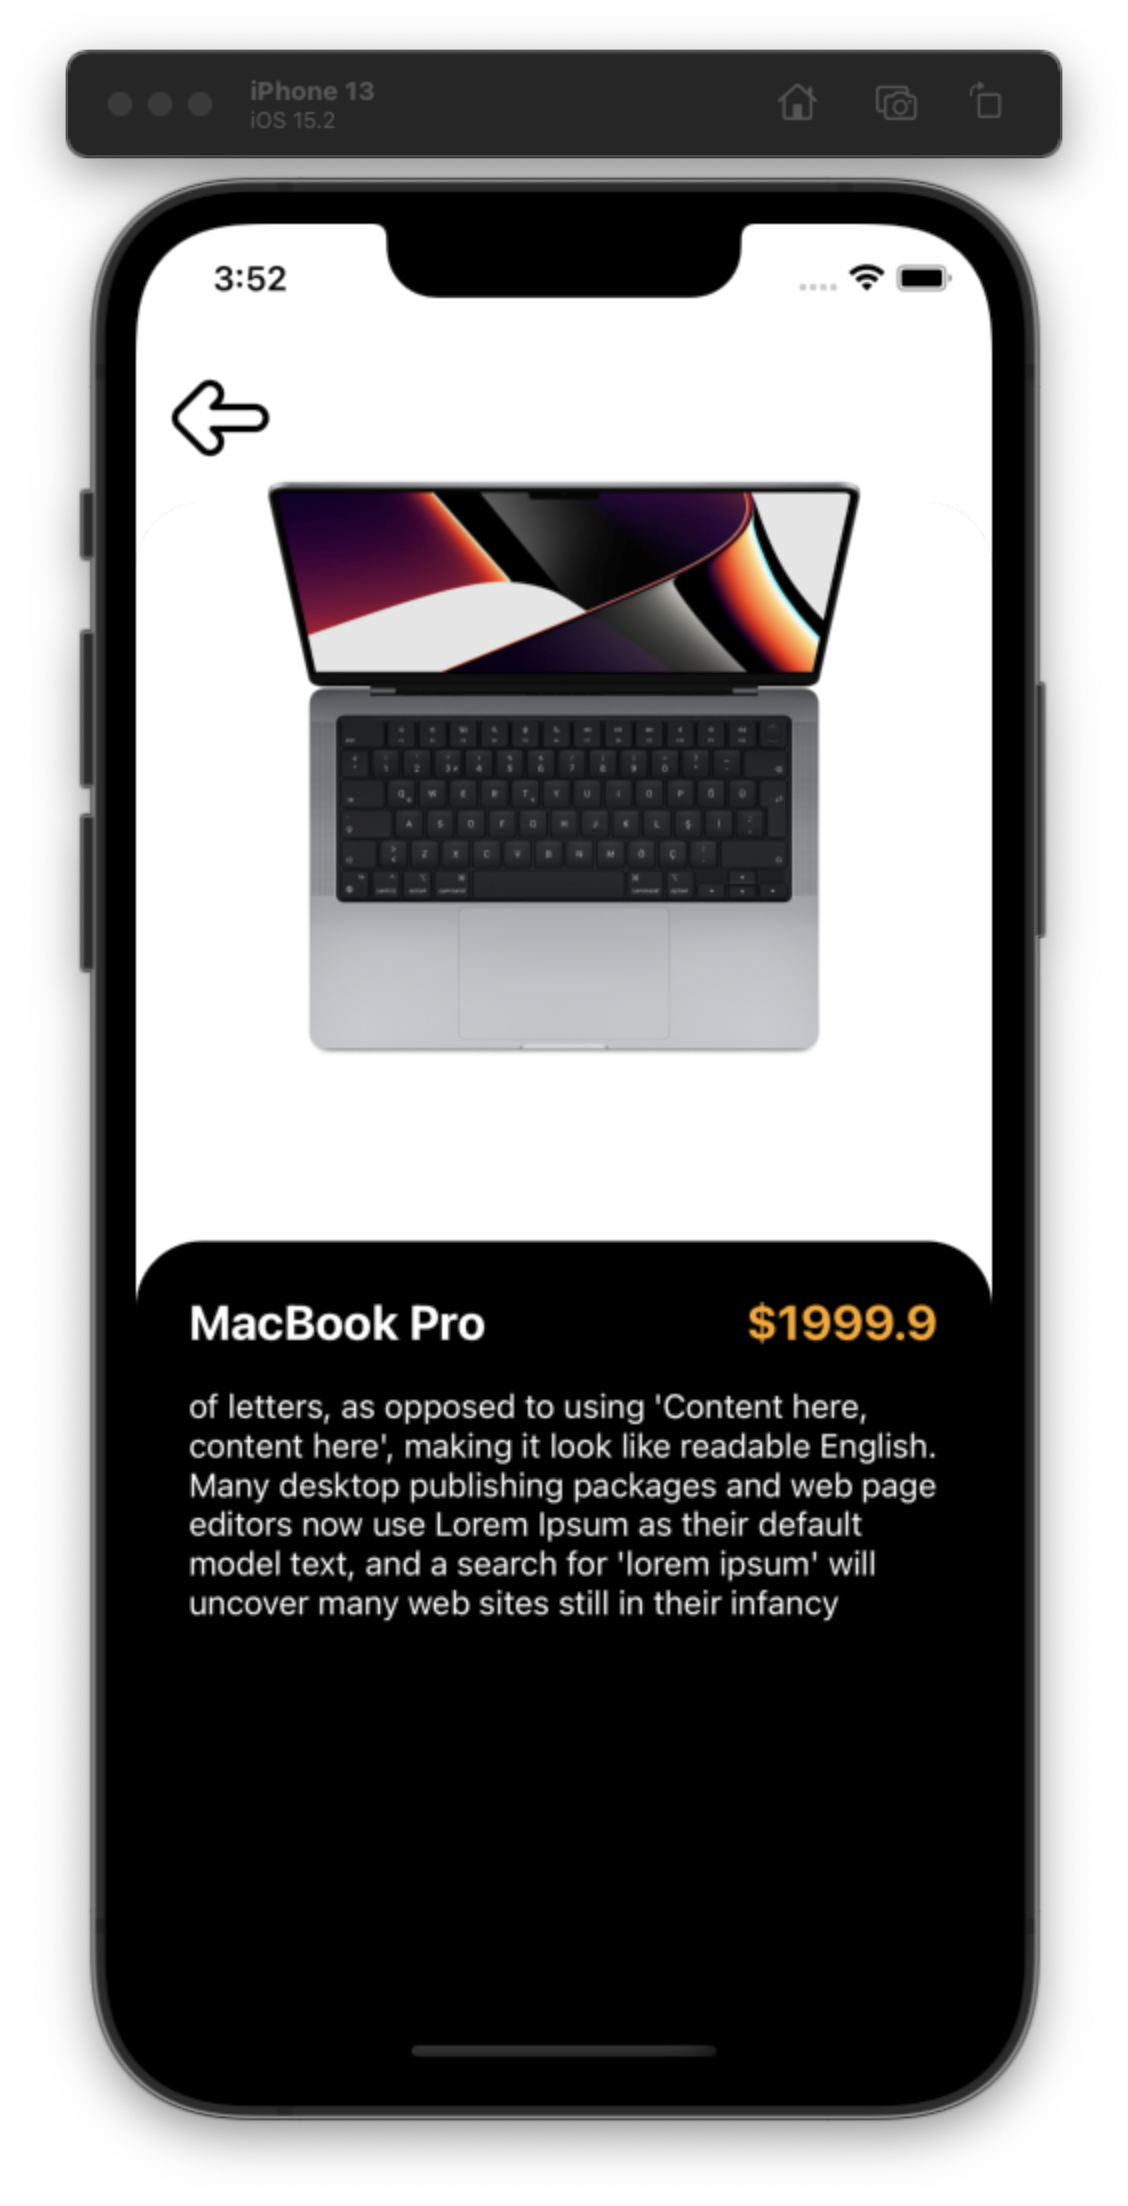 iPhone 13
iOS 15.2
3:52
MacBook Pro
$1999.9
of letters, as opposed to using 'Content here,
content here', making it look like readable English.
Many desktop publishing packages and web page
editors now use Lorem Ipsum as their default
model text, and a search for 'lorem ipsum' will
uncover many web sites still in their infancy